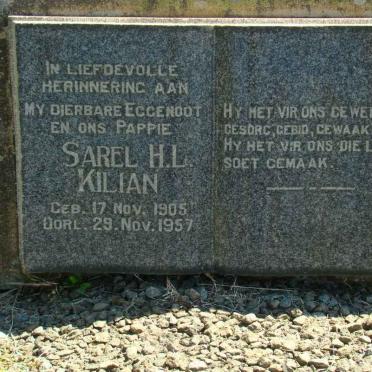 IN LIEFDEVOLLE
HERINNERING AAN
MY DIERBARE EGGENOOT
EN ONS PAPPIE
SAREL H.L.
KILIAN
GEB. 17 NOV. 1905
OORL. 29. NOV. 1957
HY HET VIR ONS GEWE
GESORG, GEBID, GEWAAK
HY HET VIR ONS DIE L
SOET GEMAAK.